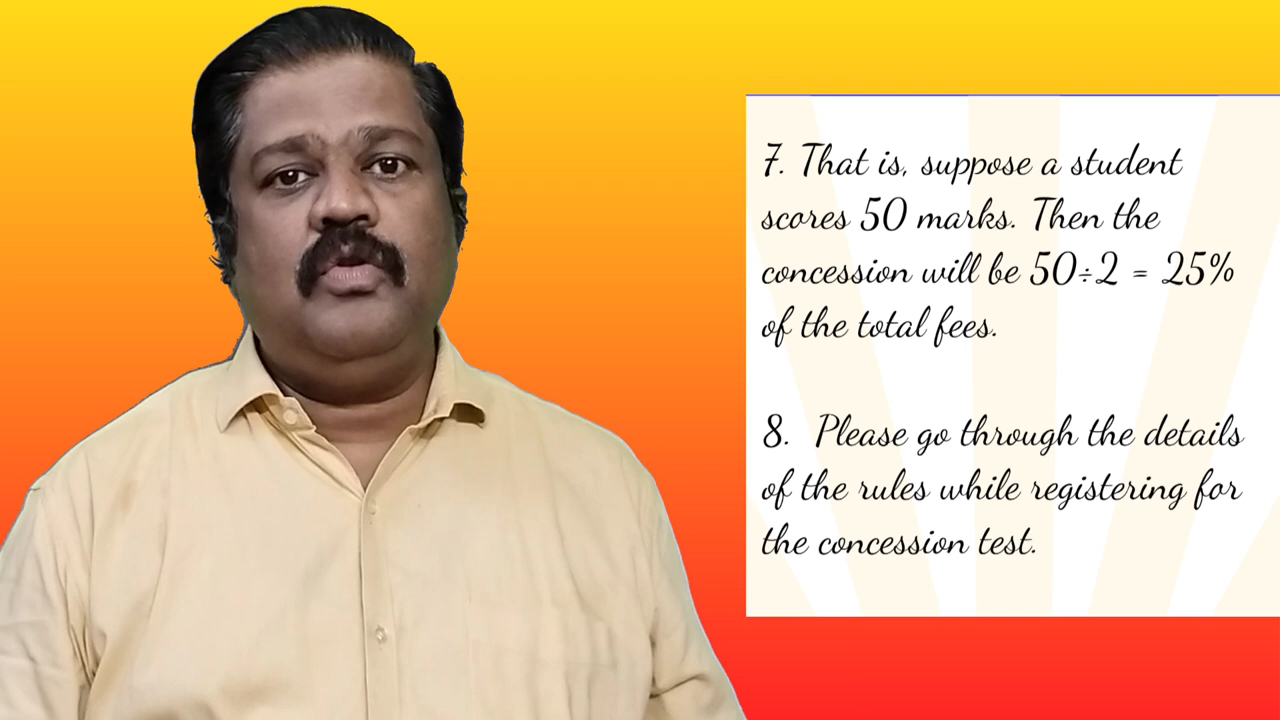 7. That is, suppose a student
scores 50 marks. Then the
concession will be 50÷2 = 25%
of the total fees.
8. Please go through the details
of the rules while registering for
the concession test.